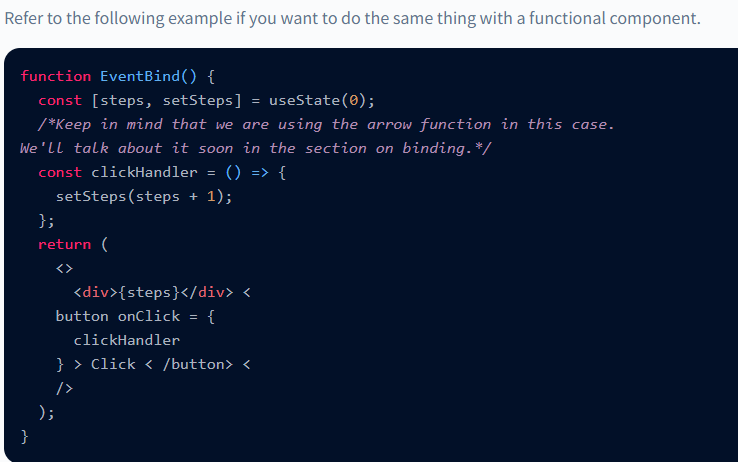 Refer to the following example if you want to do the same thing with a functional component.
function EventBind() {
  const [steps, setSteps] = useState(0);
  /*Keep in mind that we are using the arrow function in this case.
We'll talk about it soon in the section on binding.*/
  const clickHandler = () => {
    setSteps(steps + 1);
  };
  return (
    <>
      <div>{steps}</div> <
    button onClick = {
      clickHandler
    } > Click < /button> <
    />
  );
}